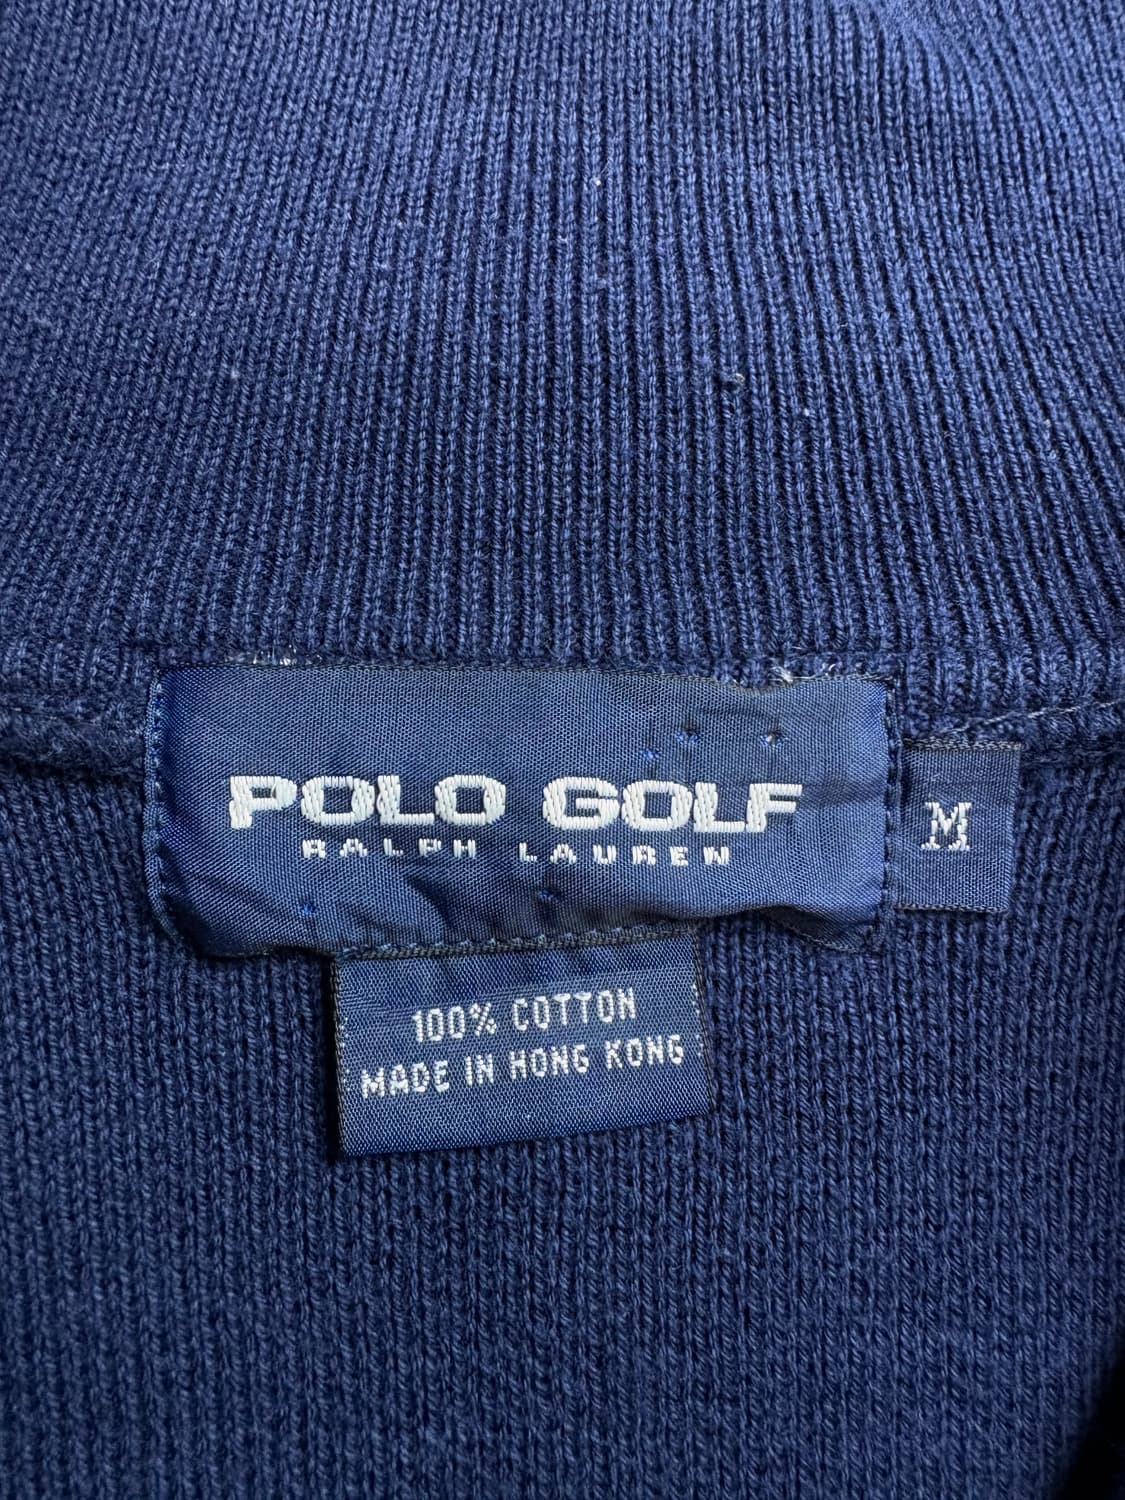 POLO GOLF
RALPH LAUREN
M
100% COTTON
MADE IN HONG KONG